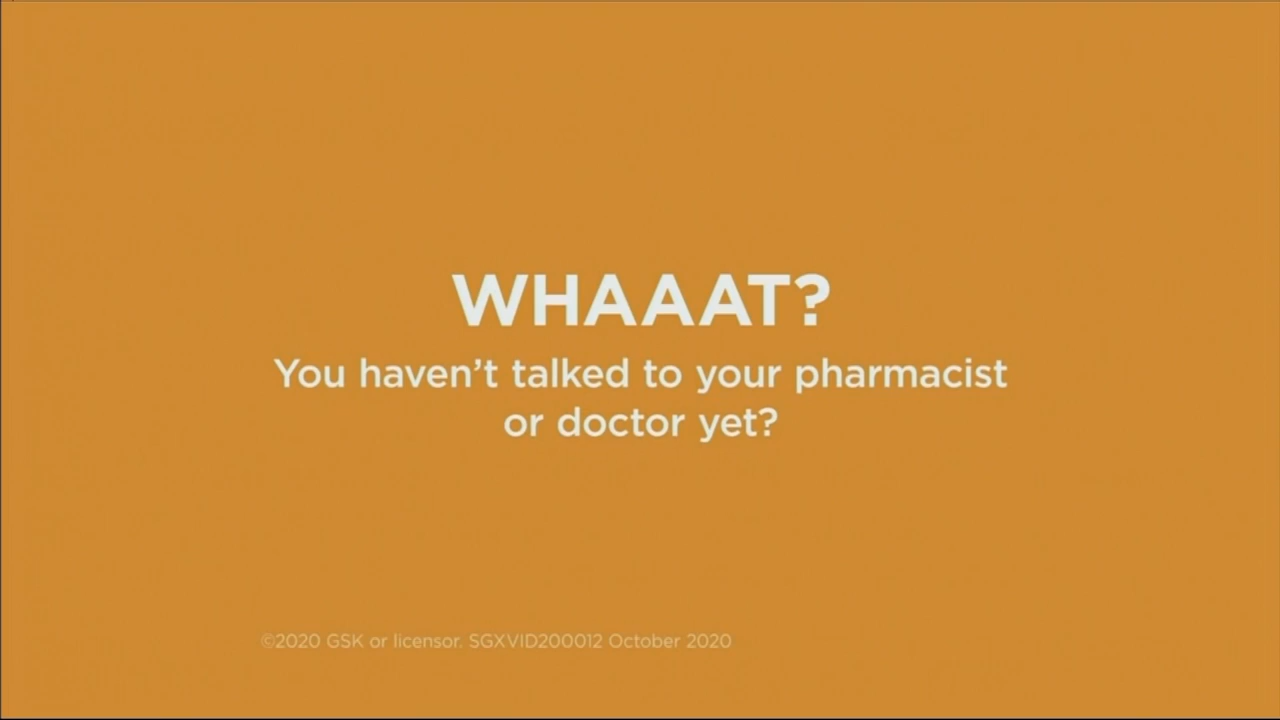 WHAAAT?
You haven’t talked to your pharmacist
or doctor yet?
©2020 GSK or licensor. SGXVID200012 October 2020